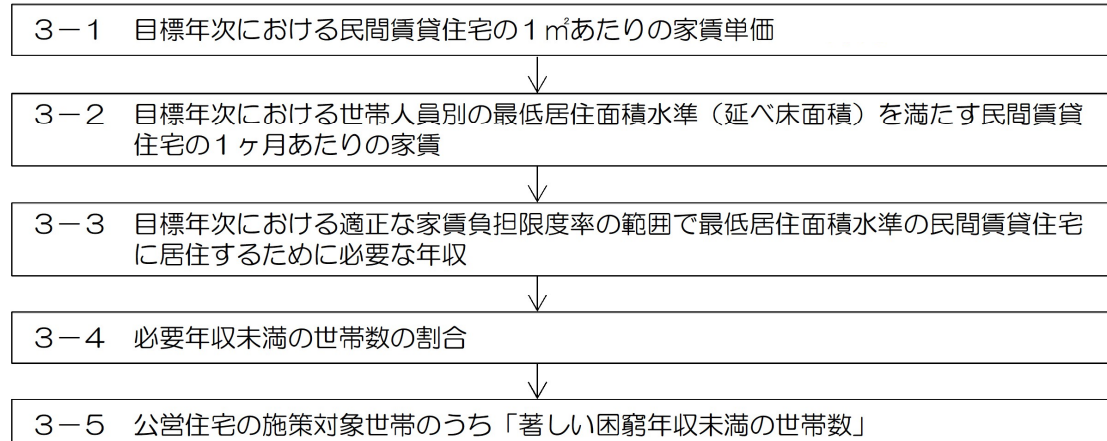 ３－１　目標年次における民間賃貸住宅の１㎡あたりの家賃単価
３－２　目標年次における世帯人員別の最低居住面積水準（延べ床面積）を満たす民間賃貸
住宅の１ヶ月あたりの家賃
３－３　目標年次における適正な家賃負担限度率の範囲で最低居住面積水準の民間賃貸住宅
に居住するために必要な年収
３－４　必要年収未満の世帯数の割合
３－５　公営住宅の施策対象世帯のうち「著しい困窮年収未満の世帯数」